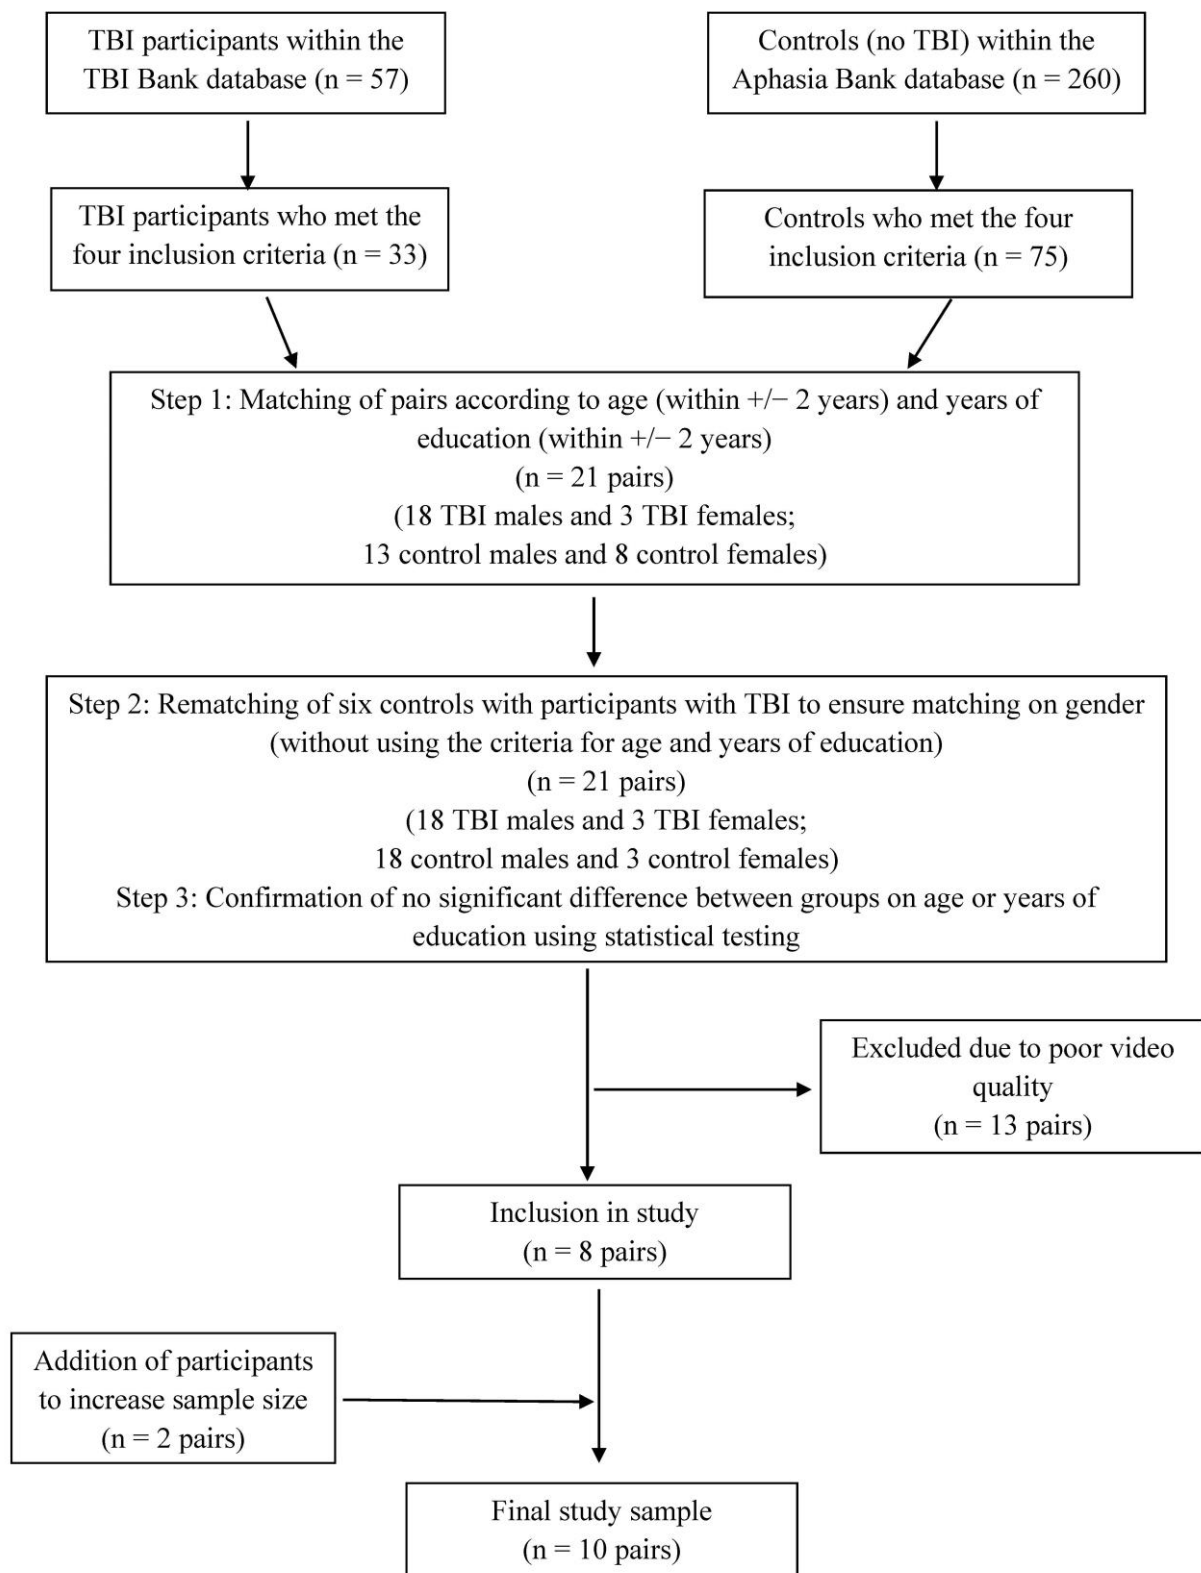 TBI participants within the
TBI Bank database (n = 57)
Controls (no TBI) within the
Aphasia Bank database (n = 260)
TBI participants who met the
four inclusion criteria (n = 33)
Controls who met the four
inclusion criteria (n = 75)
Step 1: Matching of pairs according to age (within +/− 2 years) and years of
education (within +/− 2 years)
(n = 21 pairs)
(18 TBI males and 3 TBI females;
13 control males and 8 control females)
Step 2: Rematching of six controls with participants with TBI to ensure matching on gender
(without using the criteria for age and years of education)
(n = 21 pairs)
(18 TBI males and 3 TBI females;
18 control males and 3 control females)
Step 3: Confirmation of no significant difference between groups on age or years of
education using statistical testing
Excluded due to poor video
quality
(n = 13 pairs)
Inclusion in study
(n = 8 pairs)
Addition of participants
to increase sample size
(n = 2 pairs)
Final study sample
(n = 10 pairs)